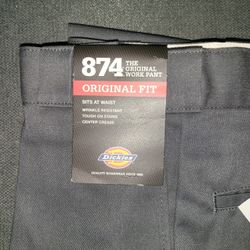 874 THE ORIGINAL WORK PANT
ORIGINAL FIT
SITS AT WAIST
WRINKLE RESISTANT
TOUGH ON STAINS
CENTER CREASE
Dickies
QUALITY WORKWEAR SINCE 1922